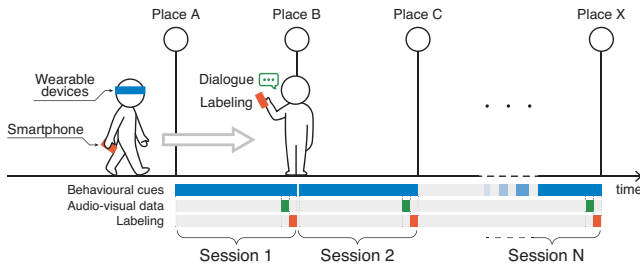 Place A
Place B
Place C
Place X
Wearable
devices
Dialogue
Labeling
Smartphone
. . .
time
Behavioural cues
Audio-visual data
Labeling
Session 1
Session 2
Session N